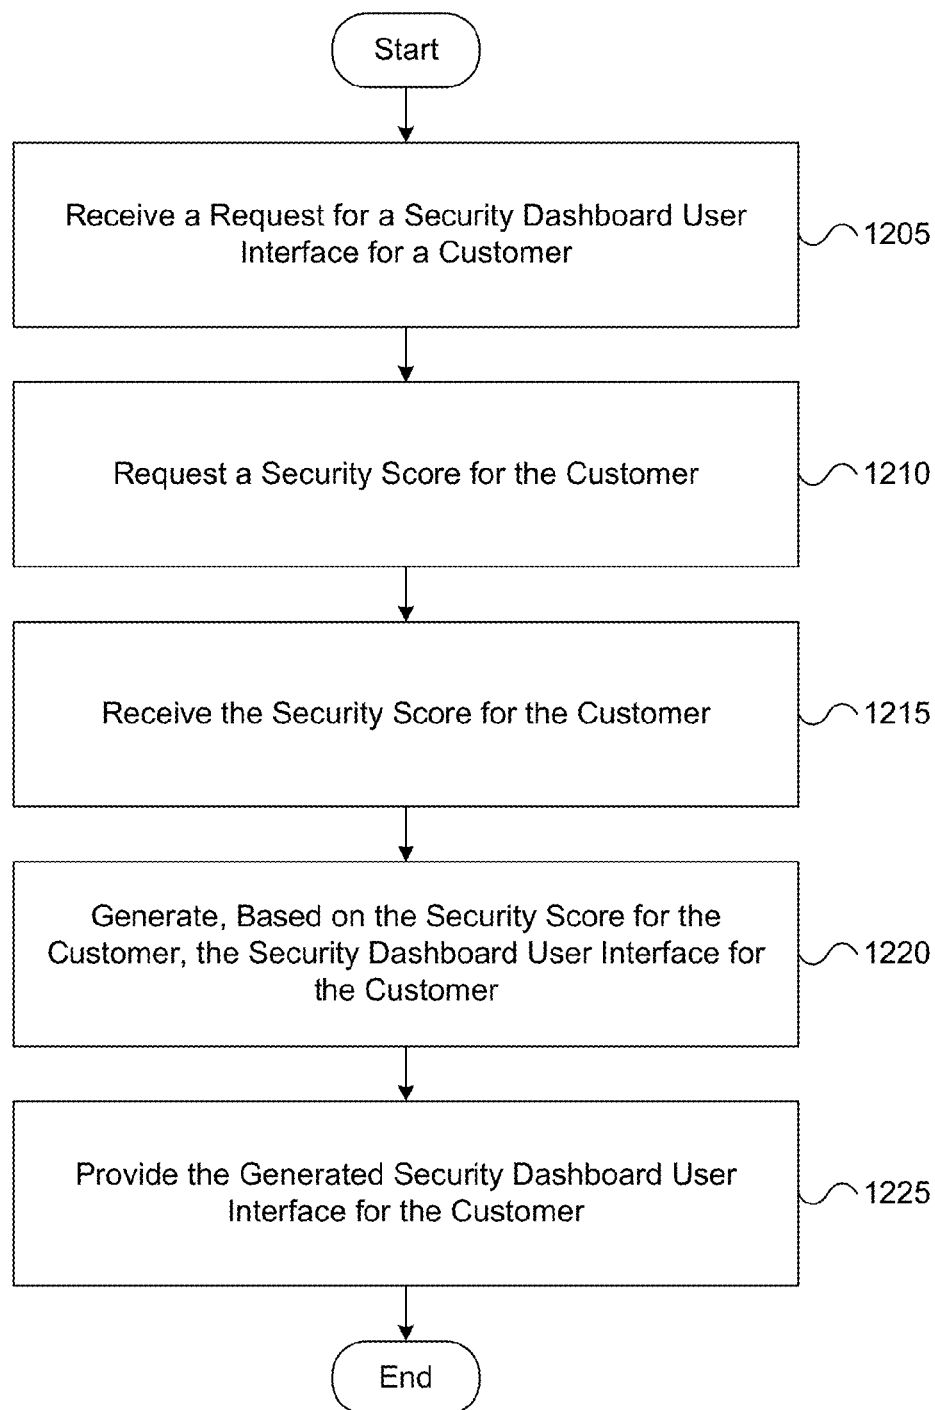 Start
Receive a Request for a Security Dashboard User
Interface for a Customer
1205
Request a Security Score for the Customer
1210
Receive the Security Score for the Customer
1215
Generate, Based on the Security Score for the
Customer, the Security Dashboard User Interface for
the Customer
1220
Provide the Generated Security Dashboard User
Interface for the Customer
1225
End